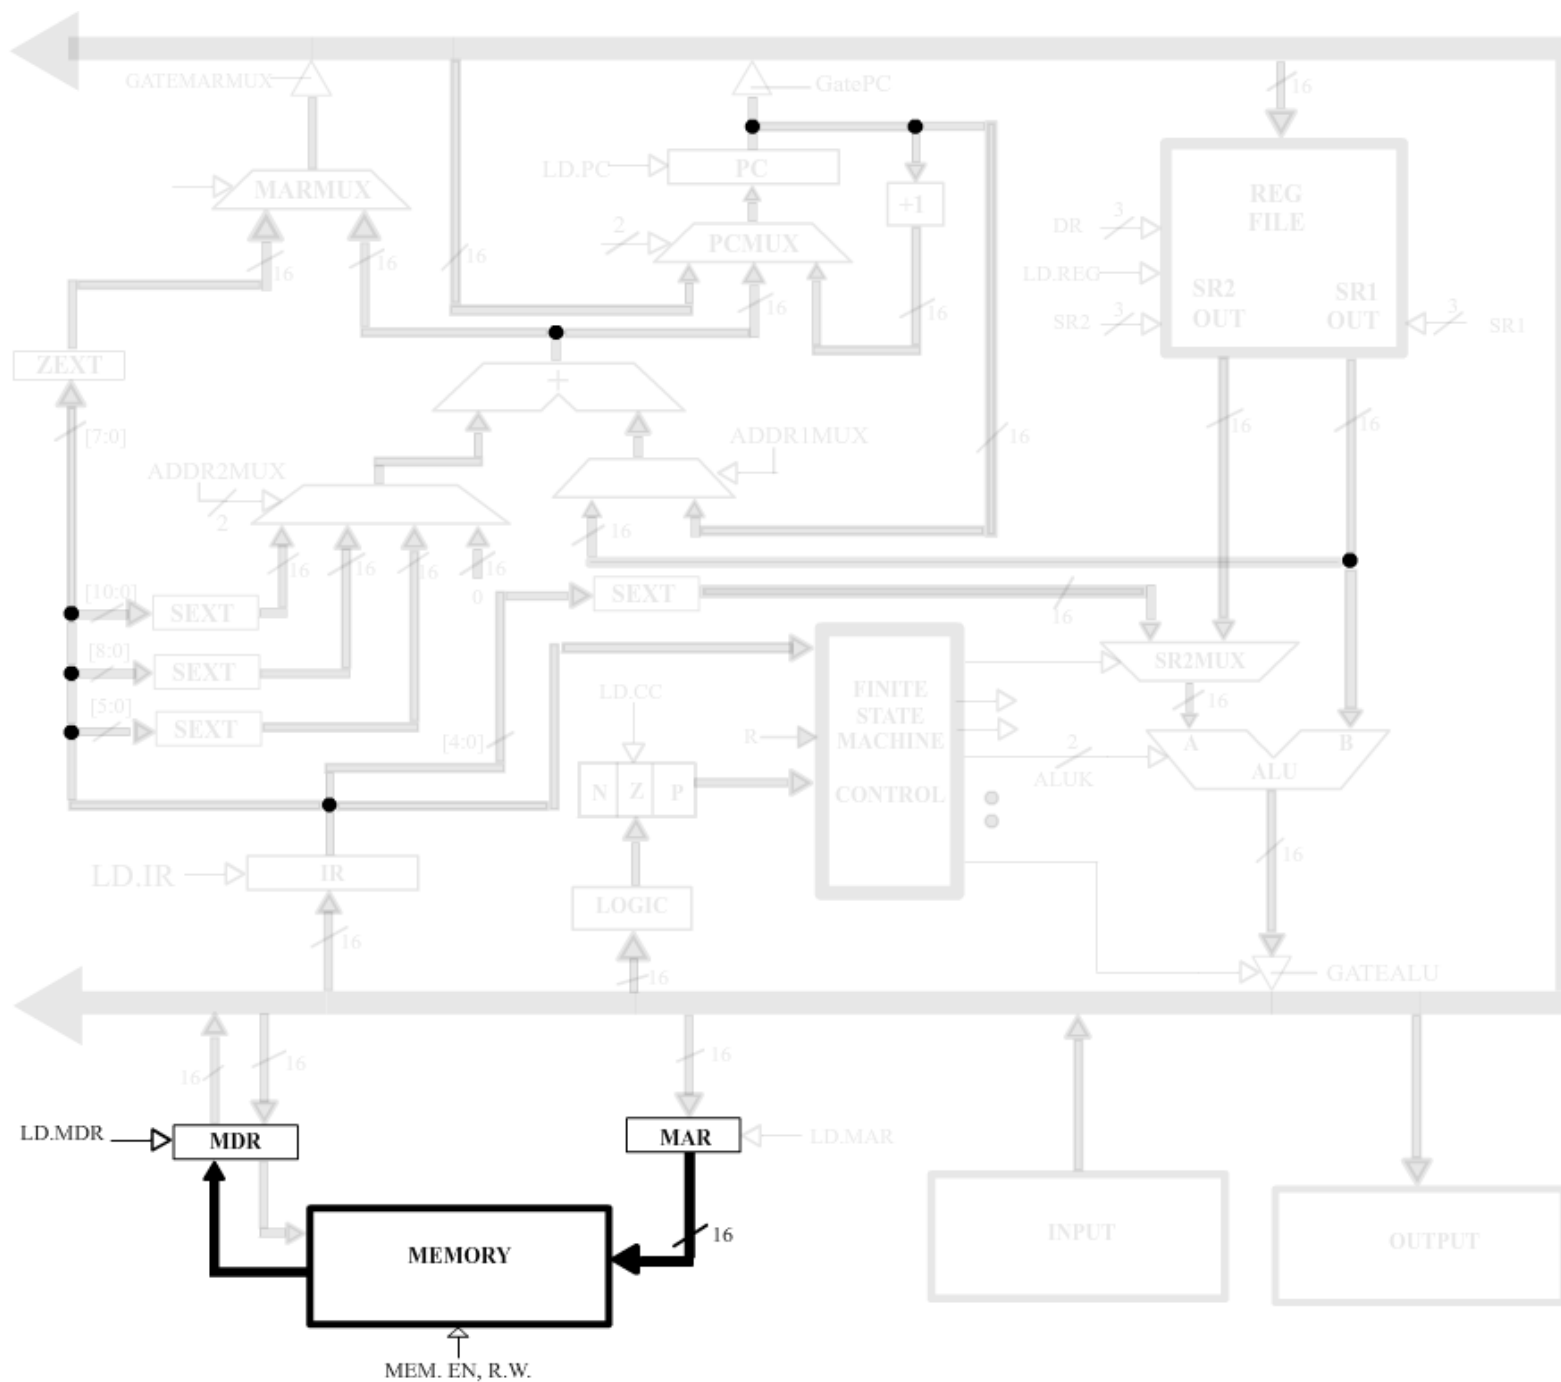 GATEMARMUX
GatePC
16
LD.PC
PC
MARMUX
+1
REG
FILE
2
PCMUX
3
DR
16
16
16
LD.REG
16
16
SR2
OUT
SR1
OUT
3
SR2
3
SR1
ZEXT
+
[7:0]
ADDR1MUX
16
16
16
ADDR2MUX
2
16
16
16
16
16
[10:0]
0
SEXT
SEXT
16
[8:0]
SEXT
SR2MUX
LD.CC
FINITE
STATE
MACHINE
CONTROL
[5:0]
SEXT
16
[4:0]
R
2
ALUK
A
B
ALU
N
Z
P
16
LD.IR
IR
LOGIC
16
16
GATEALU
16
16
16
LD.MDR
MDR
MAR
LD.MAR
16
MEMORY
INPUT
OUTPUT
MEM. EN, R.W.